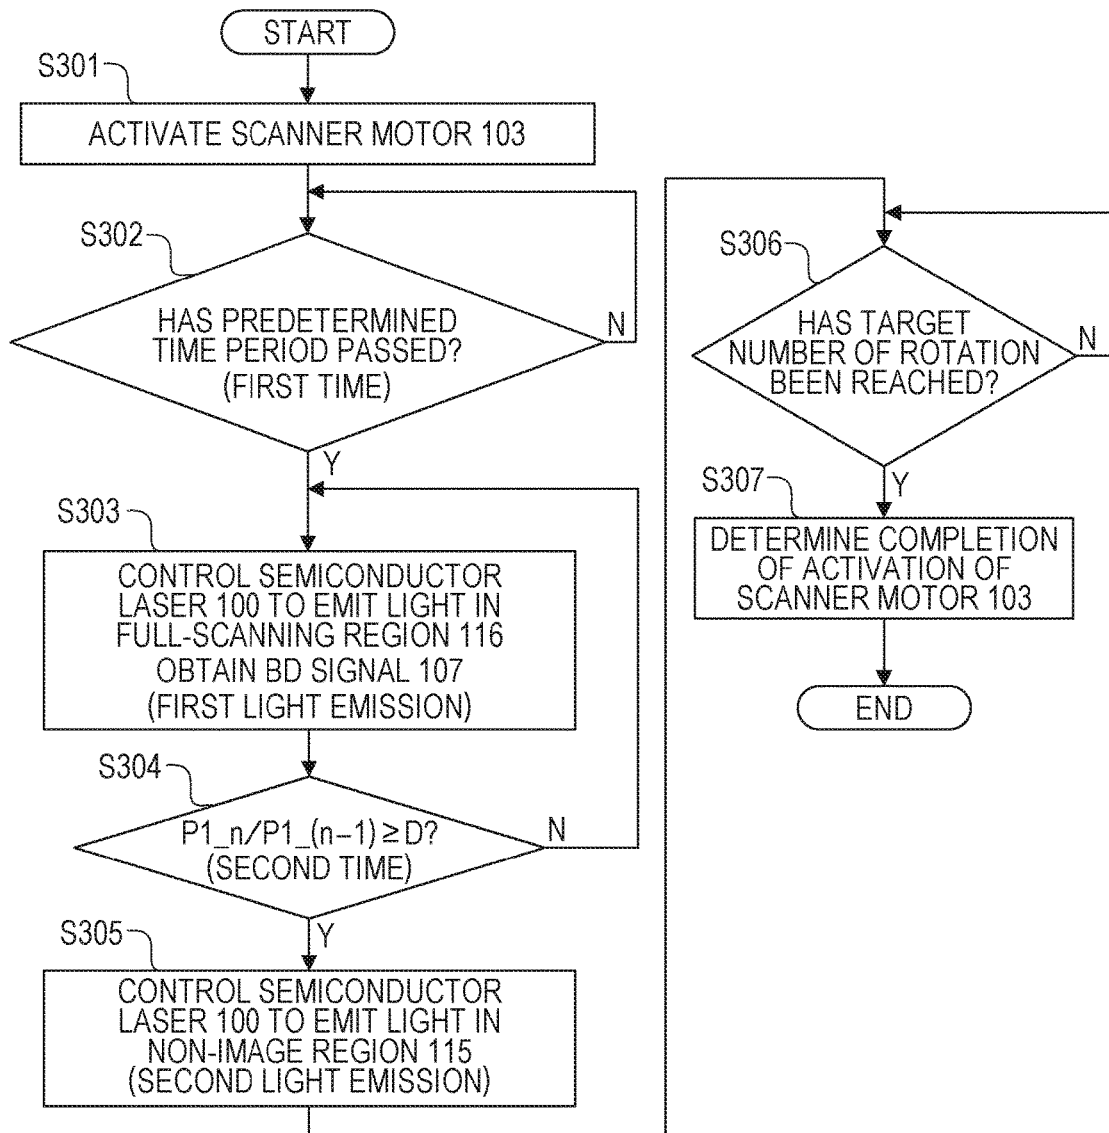 START
S301
ACTIVATE SCANNER MOTOR 103
S302
HAS PREDETERMINED
TIME PERIOD PASSED?
(FIRST TIME)
N
Y
S303
CONTROL SEMICONDUCTOR
LASER 100 TO EMIT LIGHT IN
FULL-SCANNING REGION 116
OBTAIN BD SIGNAL 107
(FIRST LIGHT EMISSION)
S304
P1_n/P1_(n−1) ≥ D?
(SECOND TIME)
N
Y
S305
CONTROL SEMICONDUCTOR
LASER 100 TO EMIT LIGHT IN
NON-IMAGE REGION 115
(SECOND LIGHT EMISSION)
S306
HAS TARGET
NUMBER OF ROTATION
BEEN REACHED?
N
Y
S307
DETERMINE COMPLETION
OF ACTIVATION OF
SCANNER MOTOR 103
END